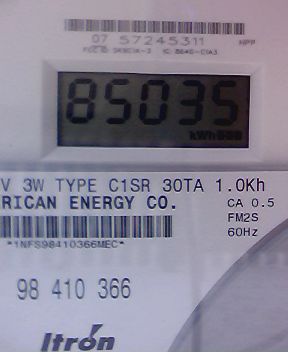 07 57245311 HPP
85035
kWh
V 3W TYPE C1SR 30TA 1.0Kh
RICAN ENERGY CO. CA 0.5
FM2S
*1NFS98410366MEC* 60Hz
98 410 366
Itron